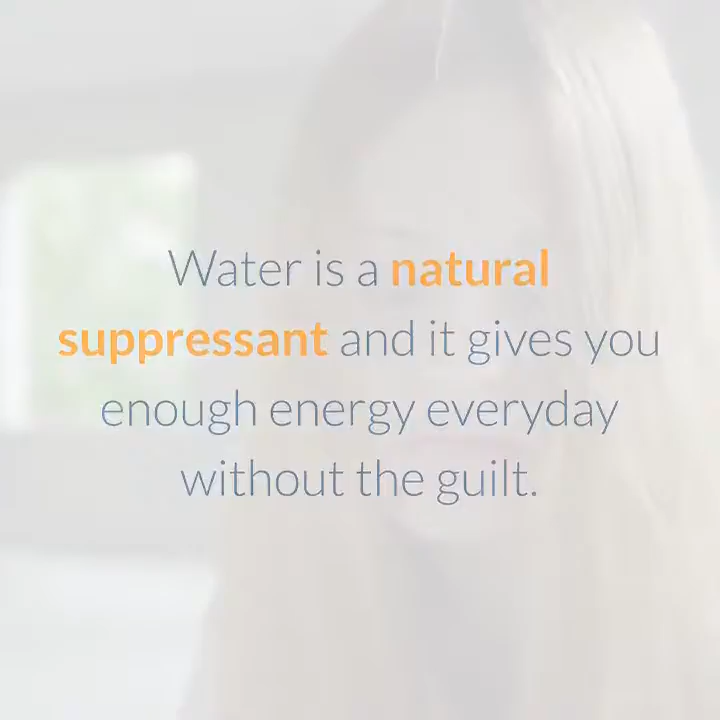 Water is a natural
suppressant and it gives you
enough energy everyday
without the guilt.